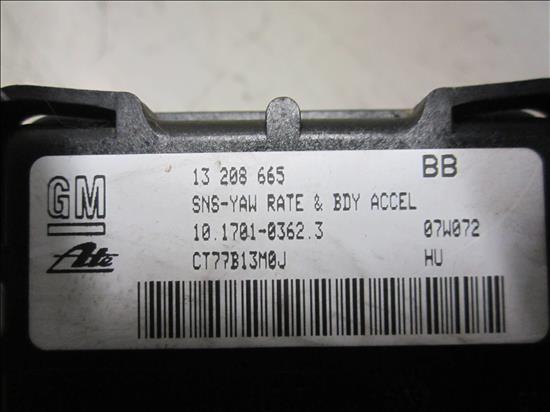 GM
13 208 665 BB
SNS-YAW RATE & BDY ACCEL
10.1701-0362.3 07W072
Ate CT77B13M0J HU